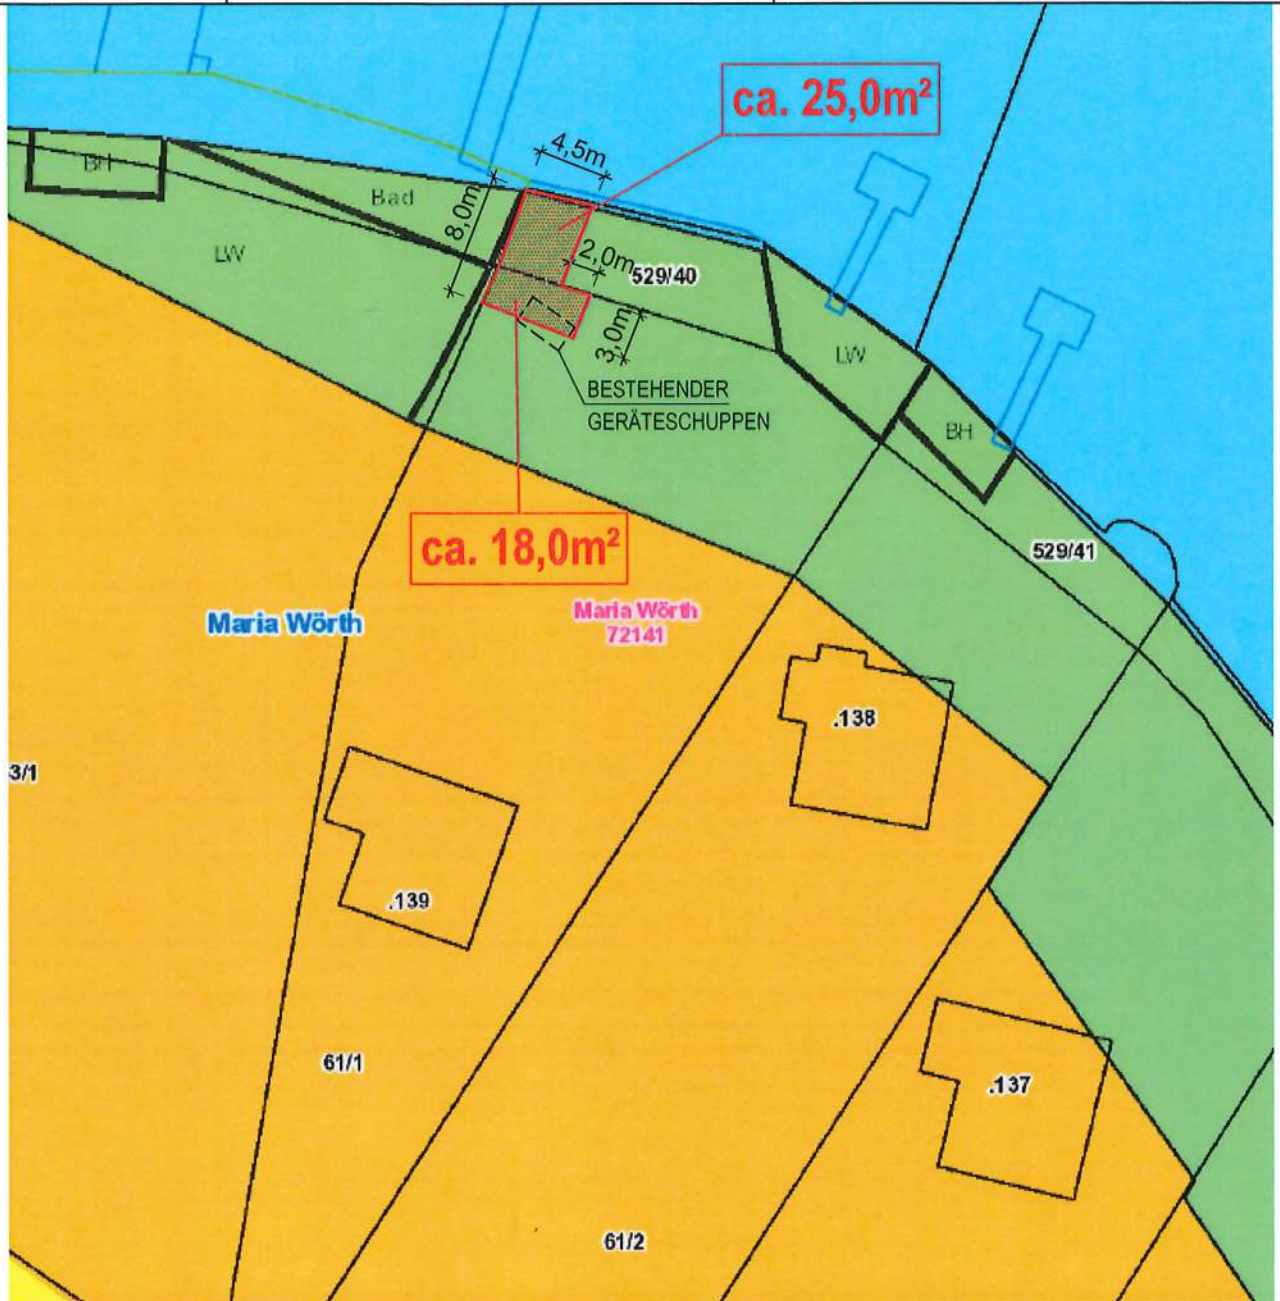 ca. 25,0m²
4,5m
BH
Bad
8,0m
LW
2,0m
529/40
3,0m
LW
BESTEHENDER
GERÄTESCHUPPEN
BH
ca. 18,0m²
529/41
Maria Wörth
Maria Wörth
72141
.138
3/1
.139
61/1
.137
61/2